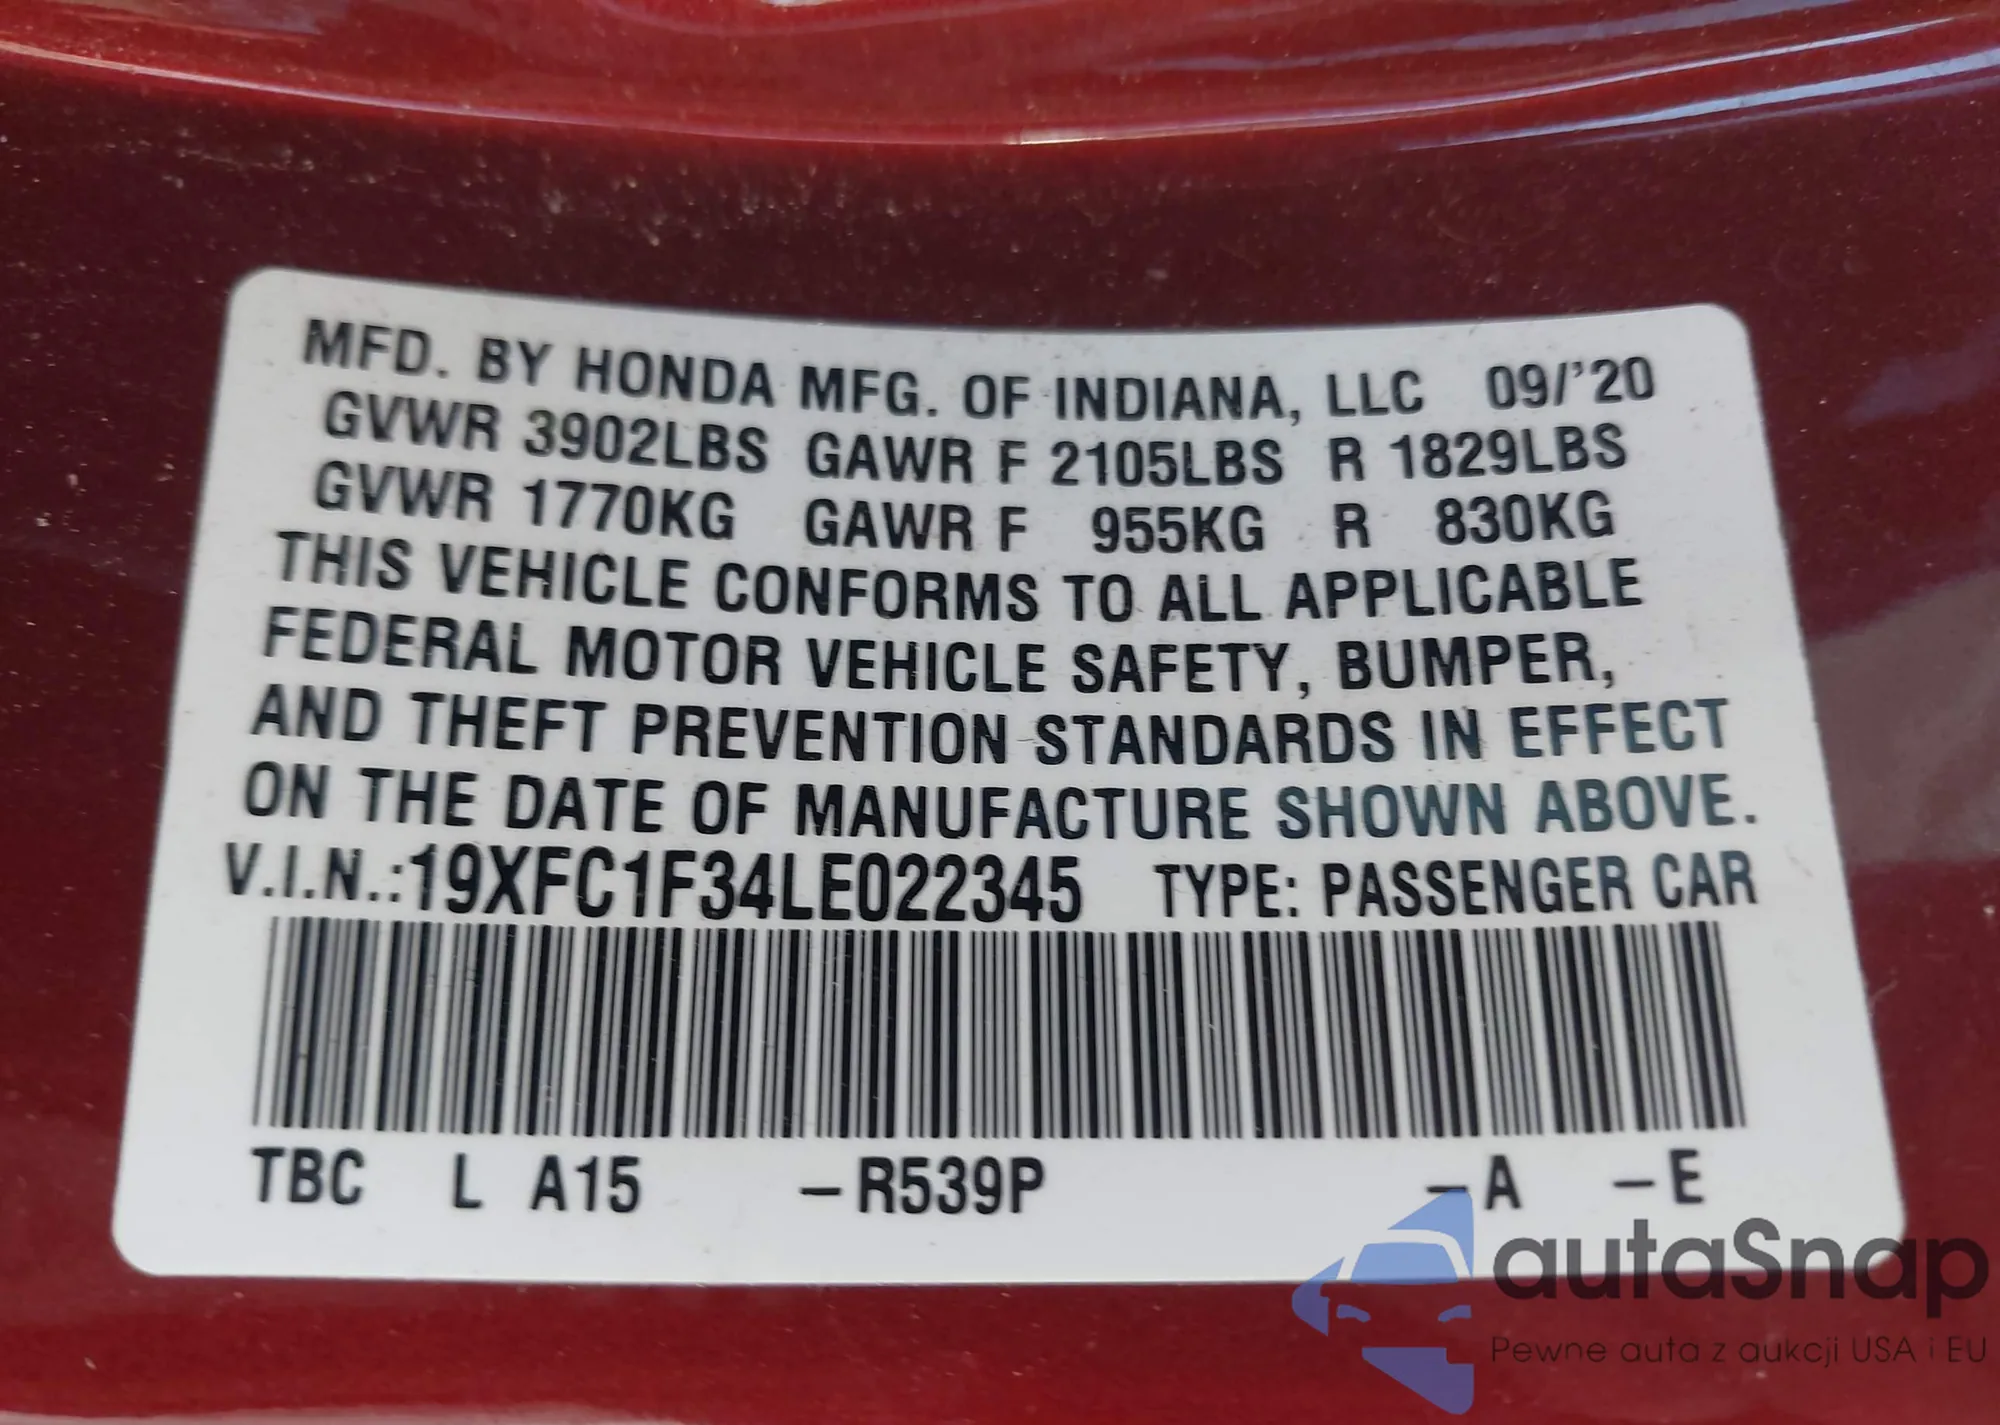 MFD. BY HONDA MFG. OF INDIANA, LLC 09/'20
GVWR 3902LBS GAWR F 2105LBS R 1829LBS
GVWR 1770KG GAWR F 955KG R 830KG
THIS VEHICLE CONFORMS TO ALL APPLICABLE
FEDERAL MOTOR VEHICLE SAFETY, BUMPER,
AND THEFT PREVENTION STANDARDS IN EFFECT
ON THE DATE OF MANUFACTURE SHOWN ABOVE.
V.I.N.:19XFC1F34LE022345 TYPE: PASSENGER CAR
TBC L A15 –R539P –A –E
autaSnap
Pewne auta z aukcji USA i EU